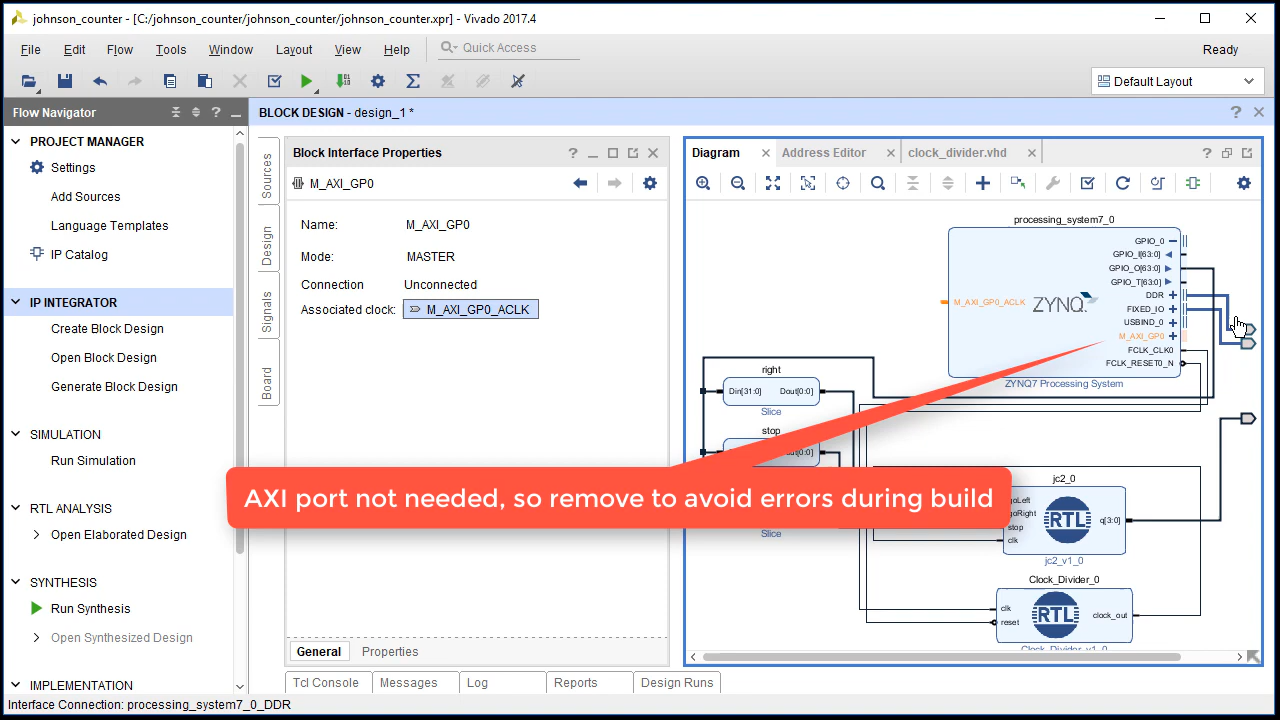 johnson_counter - [C:/johnson_counter/johnson_counter/johnson_counter.xpr] - Vivado 2017.4
File Edit Flow Tools Window Layout View Help Quick Access Ready
Default Layout
Flow Navigator
PROJECT MANAGER
Settings
Add Sources
Language Templates
IP Catalog
IP INTEGRATOR
Create Block Design
Open Block Design
Generate Block Design
SIMULATION
Run Simulation
RTL ANALYSIS
Open Elaborated Design
SYNTHESIS
Run Synthesis
Open Synthesized Design
IMPLEMENTATION
BLOCK DESIGN - design_1 *
Sources
Design
Signals
Board
Block Interface Properties
M_AXI_GP0
Name: M_AXI_GP0
Mode: MASTER
Connection Unconnected
Associated clock: M_AXI_GP0_ACLK
General Properties
Diagram Address Editor clock_divider.vhd
processing_system7_0
GPIO_0
GPIO_I[63:0]
GPIO_O[63:0]
GPIO_T[63:0]
DDR
M_AXI_GP0_ACLK ZYNQ FIXED_IO
USBIND_0
M_AXI_GP0
FCLK_CLK0
FCLK_RESET0_N
ZYNQ7 Processing System
right
Din[31:0] Dout[0:0]
Slice
stop
AXI port not needed, so remove to avoid errors during build
Slice
jc2_0
goLeft
goRight
stop
clk
RTL
q[3:0]
jc2_v1_0
Clock_Divider_0
clk
reset
RTL
clock_out
Clock_Divider_v1_0
Tcl Console Messages Log Reports Design Runs
Interface Connection: processing_system7_0_DDR